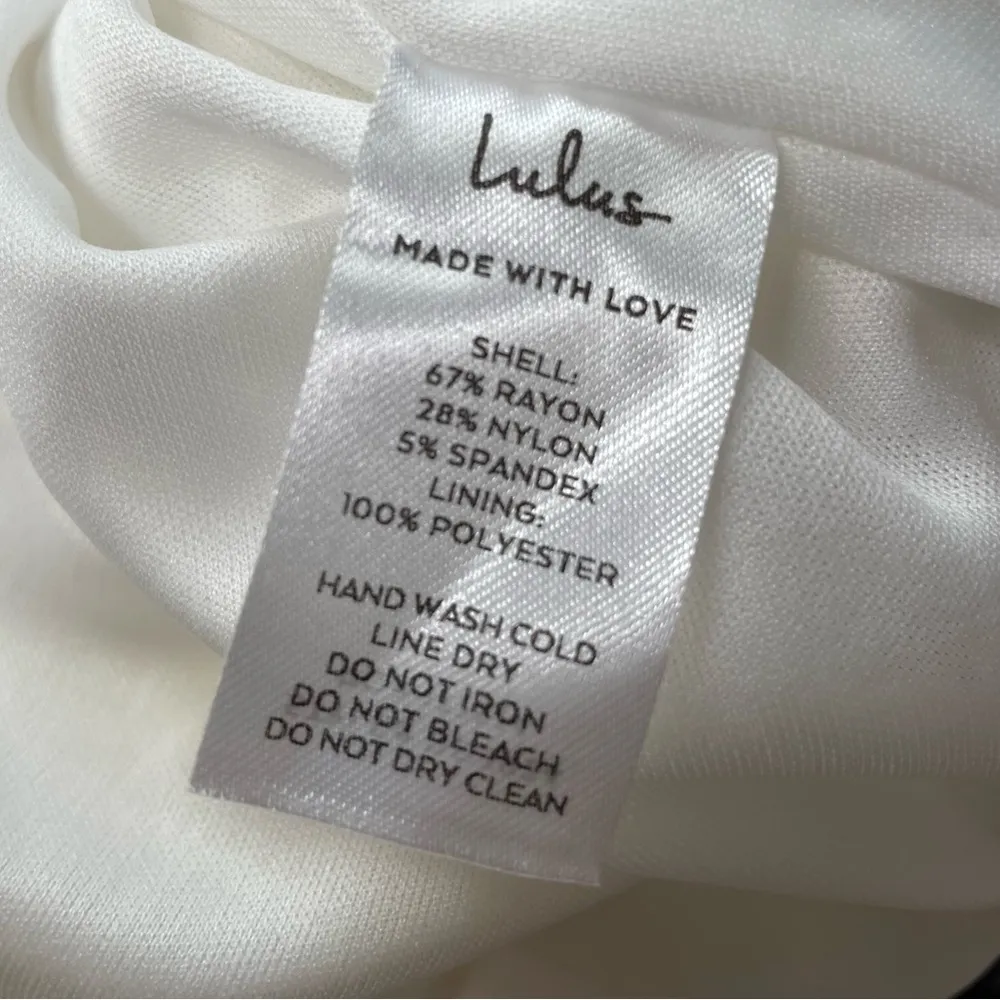 Lulus
MADE WITH LOVE
SHELL:
67% RAYON
28% NYLON
5% SPANDEX
LINING:
100% POLYESTER
HAND WASH COLD
LINE DRY
DO NOT IRON
DO NOT BLEACH
DO NOT DRY CLEAN